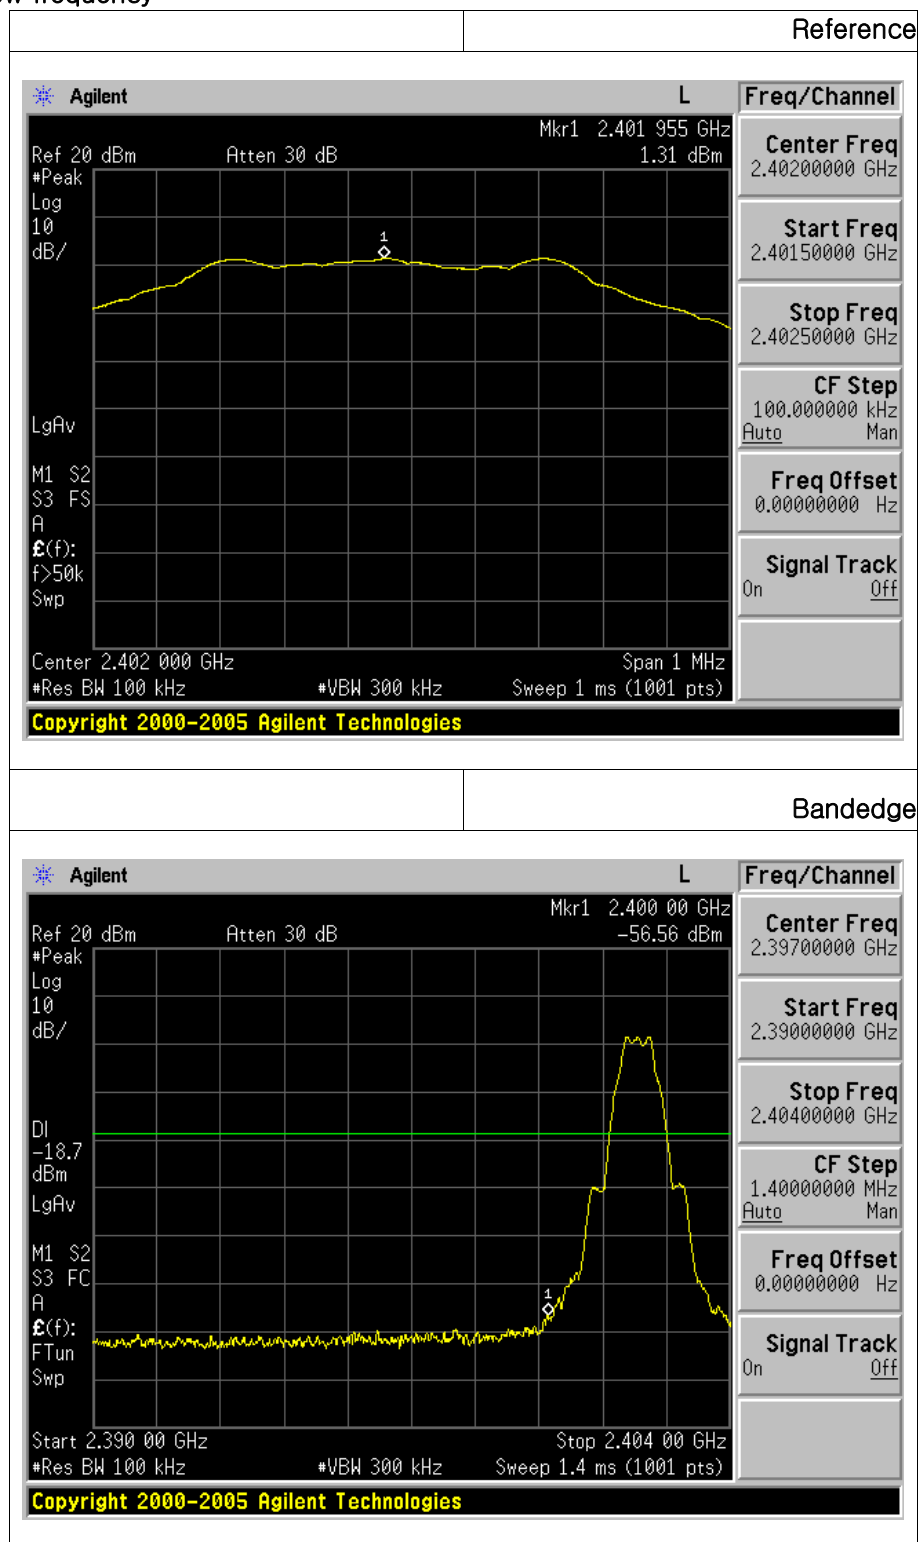 frequency
Reference
Agilent L Freq/Channel
Mkr1 2.401 955 GHz
Ref 20 dBm Atten 30 dB 1.31 dBm
#Peak
Log
10
dB/
1
LgAv
M1 S2
S3 FS
A
£(f):
f>50k
Swp
Center 2.402 000 GHz Span 1 MHz
#Res BW 100 kHz #VBW 300 kHz Sweep 1 ms (1001 pts)
Copyright 2000-2005 Agilent Technologies
Center Freq
2.40200000 GHz
Start Freq
2.40150000 GHz
Stop Freq
2.40250000 GHz
CF Step
100.000000 kHz
Auto Man
Freq Offset
0.00000000 Hz
Signal Track
On Off
Bandedge
Agilent L Freq/Channel
Mkr1 2.400 00 GHz
Ref 20 dBm Atten 30 dB -56.56 dBm
#Peak
Log
10
dB/
DI
-18.7
dBm
LgAv
1
M1 S2
S3 FC
A
£(f):
FTun
Swp
Start 2.390 00 GHz Stop 2.404 00 GHz
#Res BW 100 kHz #VBW 300 kHz Sweep 1.4 ms (1001 pts)
Copyright 2000-2005 Agilent Technologies
Center Freq
2.39700000 GHz
Start Freq
2.39000000 GHz
Stop Freq
2.40400000 GHz
CF Step
1.40000000 MHz
Auto Man
Freq Offset
0.00000000 Hz
Signal Track
On Off